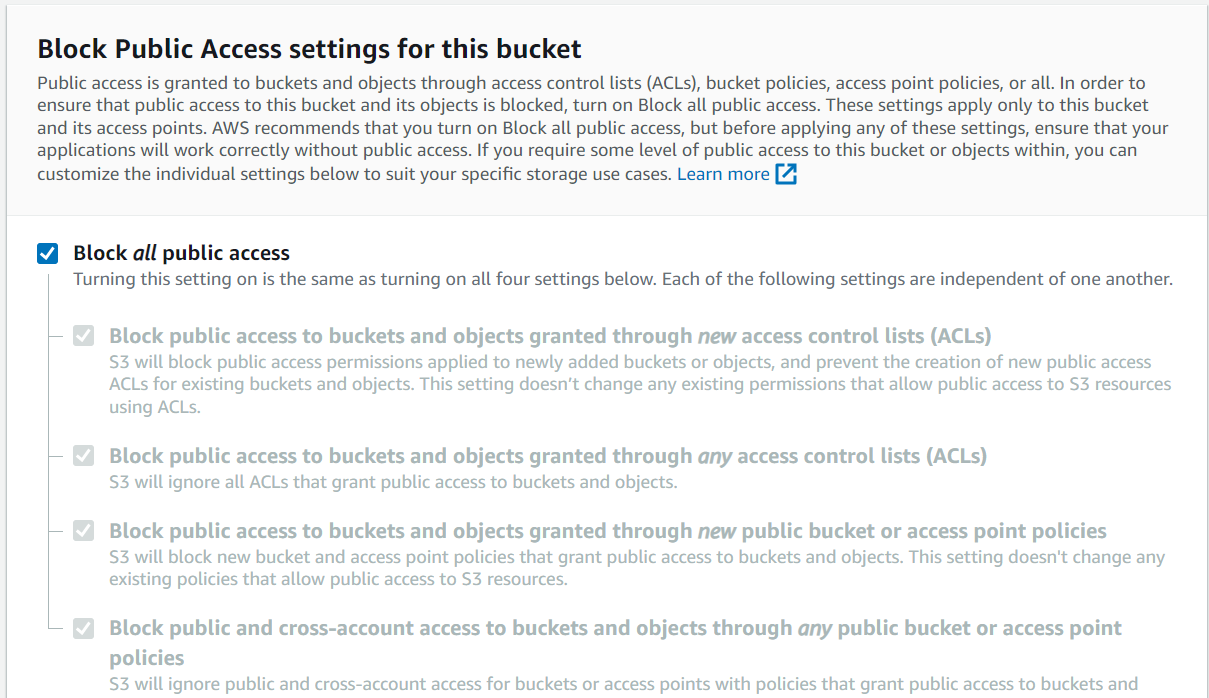 Block Public Access settings for this bucket
Public access is granted to buckets and objects through access control lists (ACLs), bucket policies, access point policies, or all. In order to
ensure that public access to this bucket and its objects is blocked, turn on Block all public access. These settings apply only to this bucket
and its access points. AWS recommends that you turn on Block all public access, but before applying any of these settings, ensure that your
applications will work correctly without public access. If you require some level of public access to this bucket or objects within, you can
customize the individual settings below to suit your specific storage use cases. Learn more
Block all public access
Turning this setting on is the same as turning on all four settings below. Each of the following settings are independent of one another.
Block public access to buckets and objects granted through new access control lists (ACLs)
S3 will block public access permissions applied to newly added buckets or objects, and prevent the creation of new public access
ACLs for existing buckets and objects. This setting doesn’t change any existing permissions that allow public access to S3 resources
using ACLs.
Block public access to buckets and objects granted through any access control lists (ACLs)
S3 will ignore all ACLs that grant public access to buckets and objects.
Block public access to buckets and objects granted through new public bucket or access point policies
S3 will block new bucket and access point policies that grant public access to buckets and objects. This setting doesn't change any
existing policies that allow public access to S3 resources.
Block public and cross-account access to buckets and objects through any public bucket or access point
policies
S3 will ignore public and cross-account access for buckets or access points with policies that grant public access to buckets and